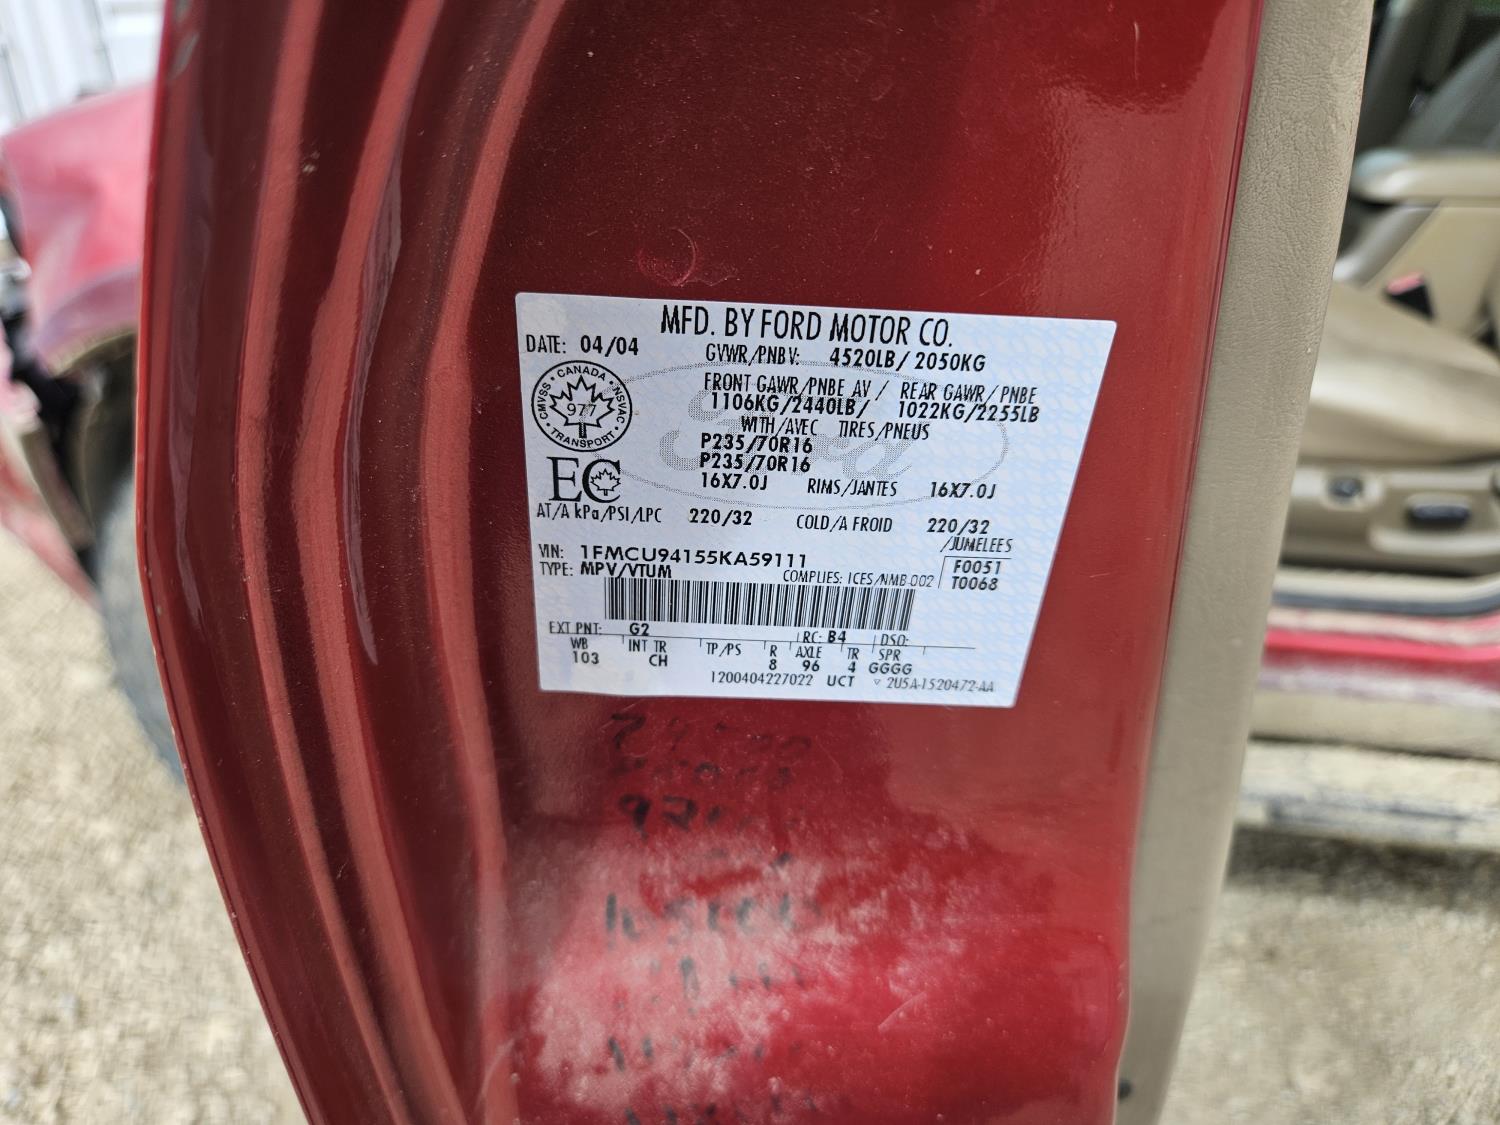 MFD. BY FORD MOTOR CO.
DATE: 04/04
GVWR/PNBV: 4520LB/ 2050KG
CANADA
CMVSS NSVAC
977
TRANSPORT
FRONT GAWR/PNBE AV/ REAR GAWR/PNBE
1106KG/2440LB/ 1022KG/2255LB
WITH/AVEC TIRES/PNEUS
P235/70R16
P235/70R16
EC
16X7.0J RIMS/JANTES 16X7.0J
AT/A kPa/PSI/LPC 220/32 COLD/A FROID 220/32
/JUMELEES
VIN: 1FMCU94155KA59111
F0051
TYPE: MPV/VTUM COMPLIES: ICES/NMB-002 T0068
EXT PNT: G2 RC: B4 DSO:
WB INT TR TP/PS R AXLE TR SPR
103 CH 8 96 4 GGGG
1200404227022 UCT ▽ 2U5A-1520472-AA